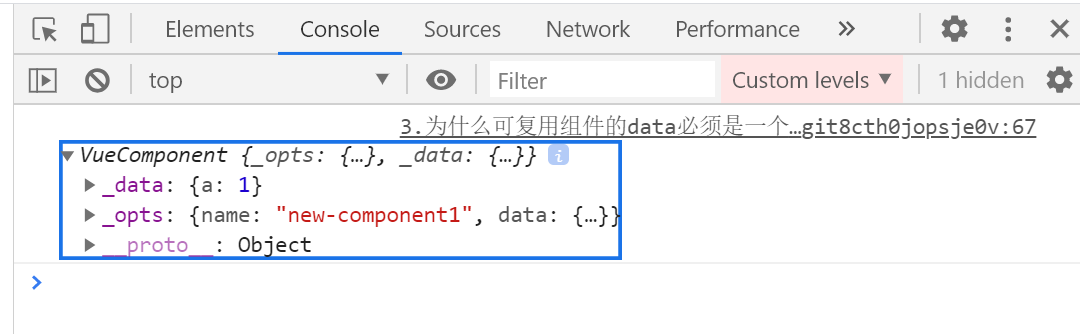 Elements Console Sources Network Performance »
top Filter Custom levels 1 hidden
3.为什么可复用组件的data必须是一个…git8cth0jopsje0v:67
VueComponent {_opts: {…}, _data: {…}} i
_data: {a: 1}
_opts: {name: "new-component1", data: {…}}
__proto__: Object